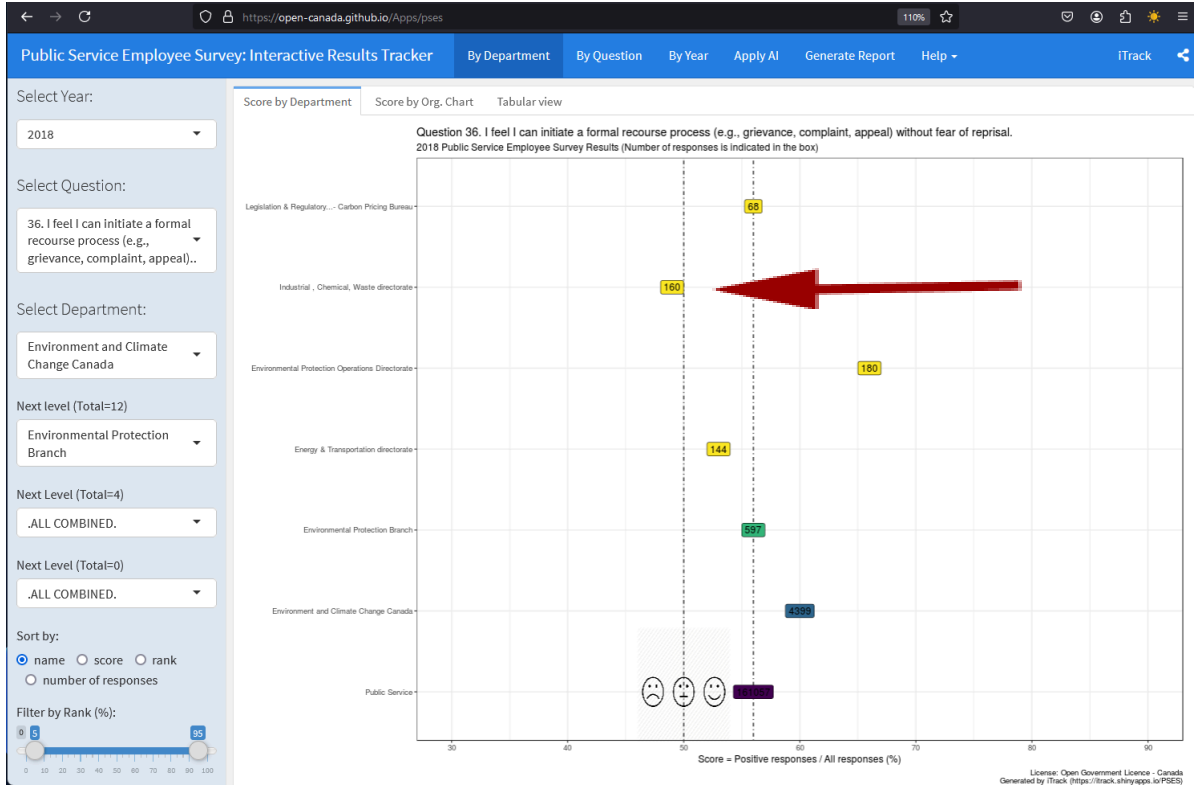 https://open-canada.github.io/Apps/pses
110%
Public Service Employee Survey: Interactive Results Tracker
By Department
By Question
By Year
Apply AI
Generate Report
Help
iTrack
Select Year:
2018
Select Question:
36. I feel I can initiate a formal
recourse process (e.g.,
grievance, complaint, appeal)..
Select Department:
Environment and Climate
Change Canada
Next level (Total=12)
Environmental Protection
Branch
Next Level (Total=4)
.ALL COMBINED.
Next Level (Total=0)
.ALL COMBINED.
Sort by:
name score rank
number of responses
Filter by Rank (%):
0 5 95
0 10 20 30 40 50 60 70 80 90 100
Score by Department
Score by Org. Chart
Tabular view
Question 36. I feel I can initiate a formal recourse process (e.g., grievance, complaint, appeal) without fear of reprisal.
2018 Public Service Employee Survey Results (Number of responses is indicated in the box)
Legislation & Regulatory...- Carbon Pricing Bureau
68
Industrial , Chemical, Waste directorate
160
Environmental Protection Operations Directorate
180
Energy & Transportation directorate
144
Environmental Protection Branch
597
Environment and Climate Change Canada
4399
Public Service
30 40 50 60 70 80 90
Score = Positive responses / All responses (%)
License: Open Government Licence - Canada
Generated by iTrack (https://itrack.shinyapps.io/PSES)